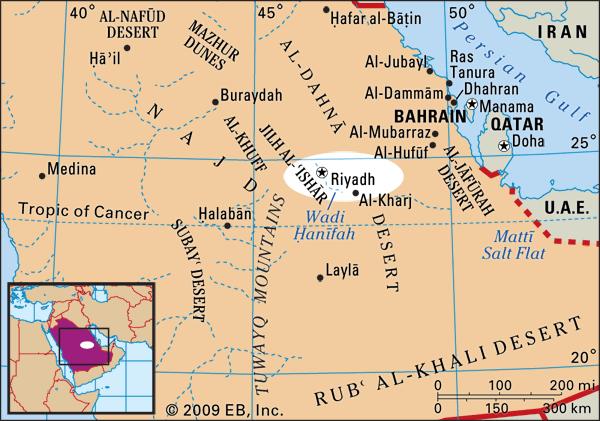 40°
45°
50°
AL-NAFŪD
DESERT
Ḥā'il
MAZHUR
DUNES
Ḥafar al-Bāṭin
IRAN
Persian Gulf
AL-DAHNĀ
DESERT
Al-Jubayl
Ras
Tanura
Dhahran
Al-Dammām
BAHRAIN
Manama
QATAR
Doha
Buraydah
NAJD
AL-KHUFF
JILH AL-'ISHAR
Al-Mubarraz
Al-Hufūf
25°
Medina
Riyadh
Al-Kharj
AL-JĀFŪRAH
DESERT
U.A.E.
Tropic of Cancer
Halabān
Wadi
Ḥanīfah
Mattī
Salt Flat
SUBAY' DESERT
TUWAYQ MOUNTAINS
Laylā
RUB' AL-KHALI DESERT
20°
0 100 200 mi
0 150 300 km
© 2009 EB, Inc.